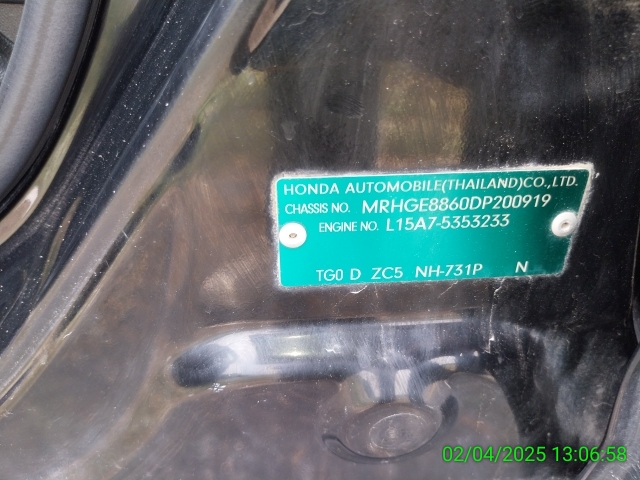 HONDA AUTOMOBILE(THAILAND)CO.,LTD.
CHASSIS NO. MRHGE8860DP200919
ENGINE NO. L15A7-5353233
TG0 D ZC5 NH-731P N
02/04/2025 13:06:58